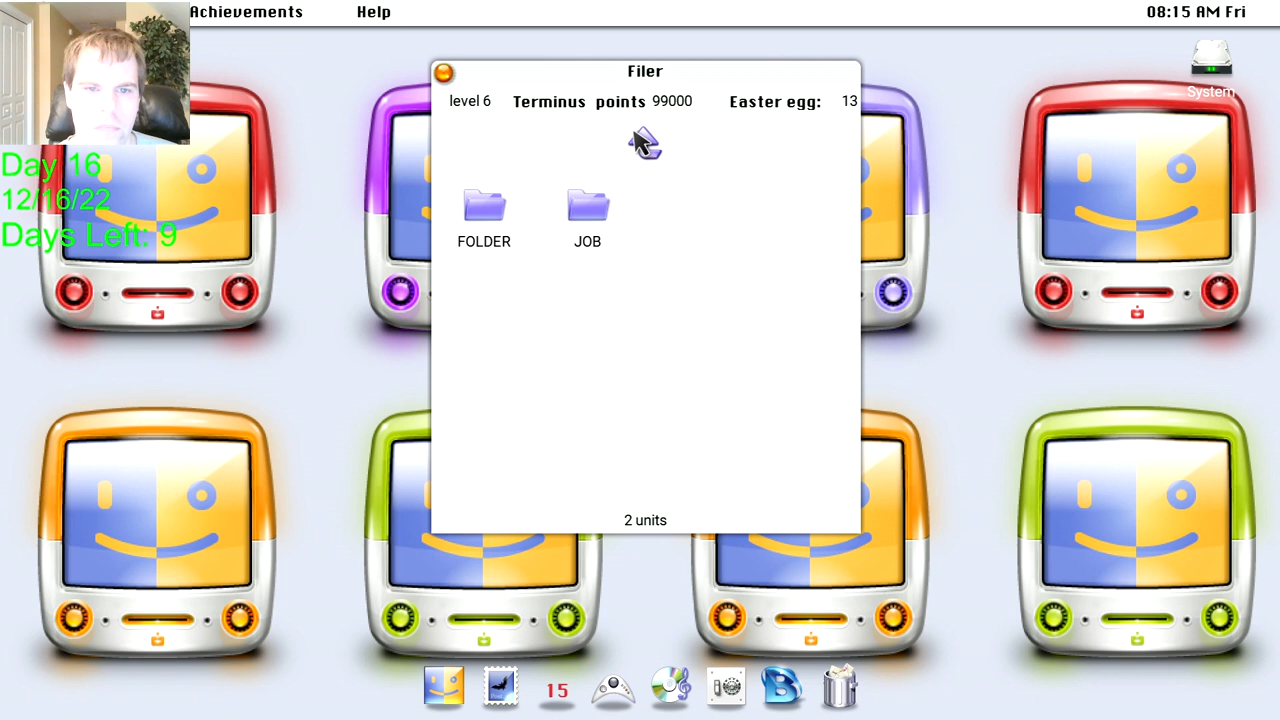 Achievements Help 08:15 AM Fri
Filer
level 6 Terminus points 99000 Easter egg: 13
System
Day 16
12/16/22
Days Left: 9
FOLDER JOB
2 units
15
B